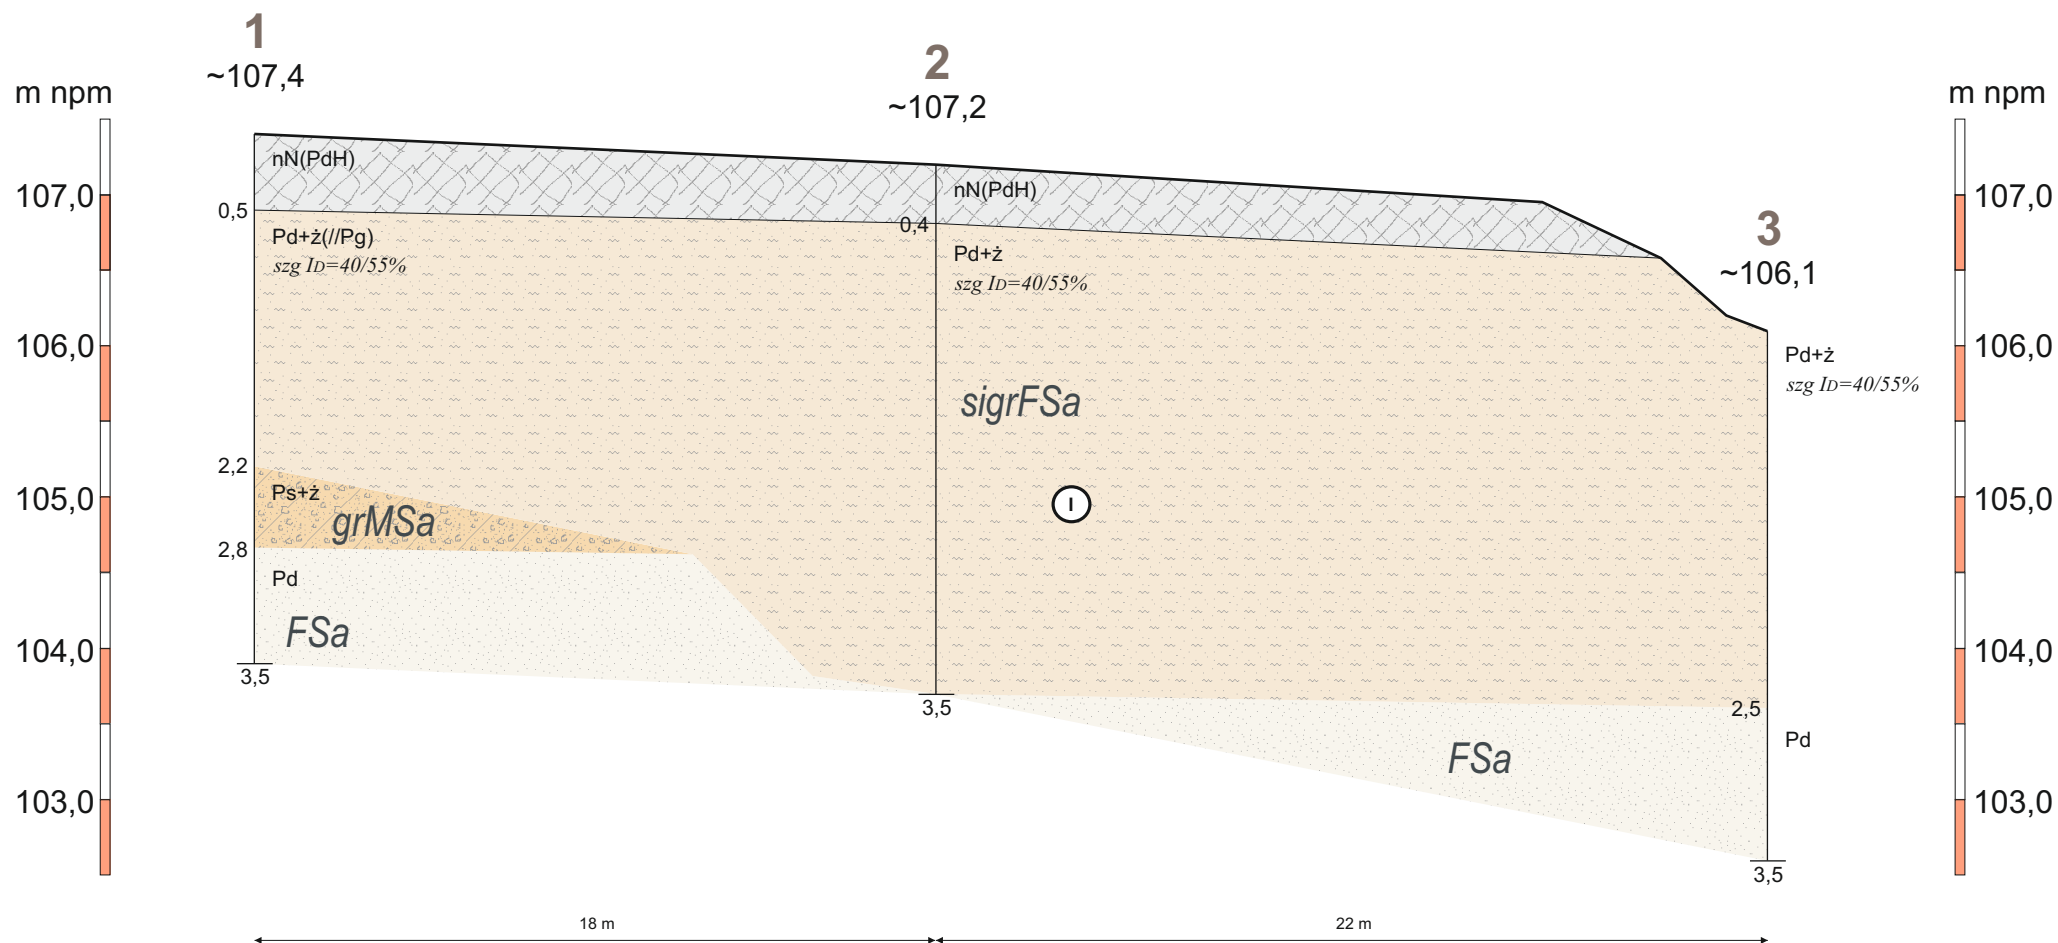 1
~107,4
2
~107,2
m npm
m npm
nN(PdH)
nN(PdH)
107,0
107,0
0,5
0,4
3
~106,1
Pd+ż(//Pg)
szg ID=40/55%
Pd+ż
szg ID=40/55%
106,0
106,0
Pd+ż
szg ID=40/55%
sigrFSa
2,2
Ps+ż
grMSa
105,0
105,0
I
2,8
Pd
FSa
104,0
104,0
3,5
3,5
2,5
Pd
FSa
103,0
103,0
3,5
18 m
22 m